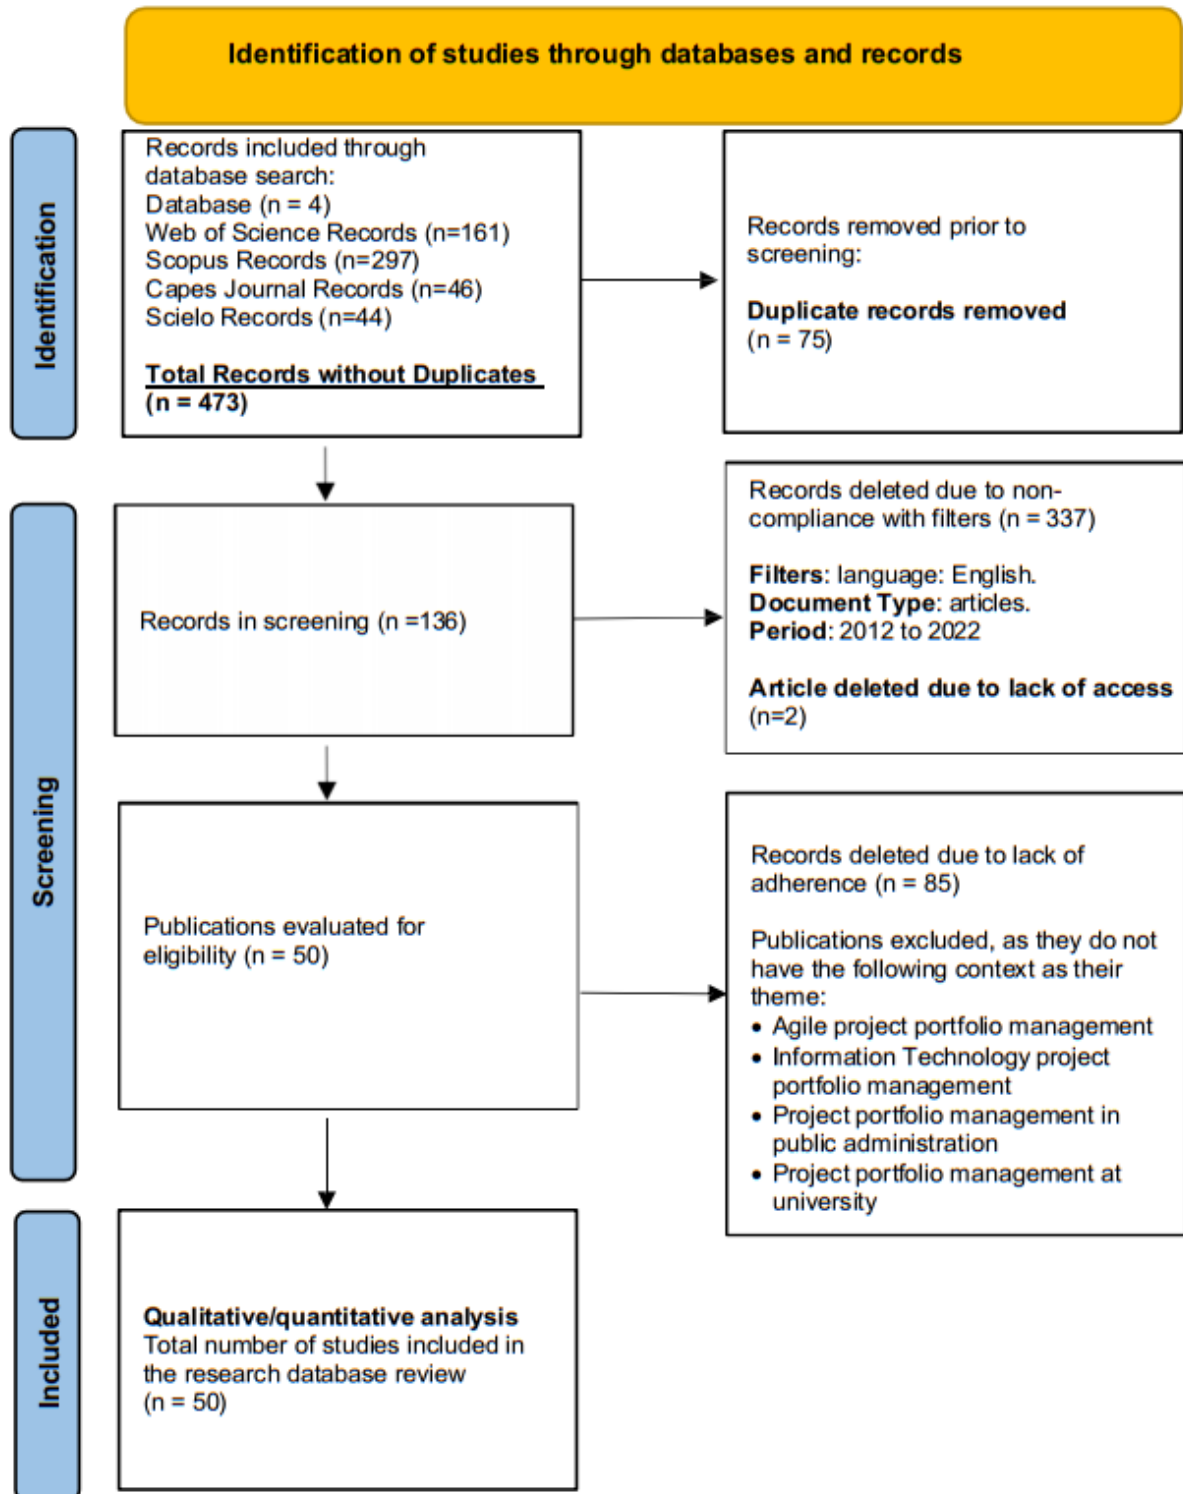 Identification of studies through databases and records
Identification
Records included through
database search:
Database (n = 4)
Web of Science Records (n=161)
Scopus Records (n=297)
Capes Journal Records (n=46)
Scielo Records (n=44)
Total Records without Duplicates
(n = 473)
Records removed prior to
screening:
Duplicate records removed
(n = 75)
Screening
Records in screening (n =136)
Records deleted due to non-
compliance with filters (n = 337)
Filters: language: English.
Document Type: articles.
Period: 2012 to 2022
Article deleted due to lack of access
(n=2)
Publications evaluated for
eligibility (n = 50)
Records deleted due to lack of
adherence (n = 85)
Publications excluded, as they do not
have the following context as their
theme:
• Agile project portfolio management
• Information Technology project
portfolio management
• Project portfolio management in
public administration
• Project portfolio management at
university
Included
Qualitative/quantitative analysis
Total number of studies included in
the research database review
(n = 50)